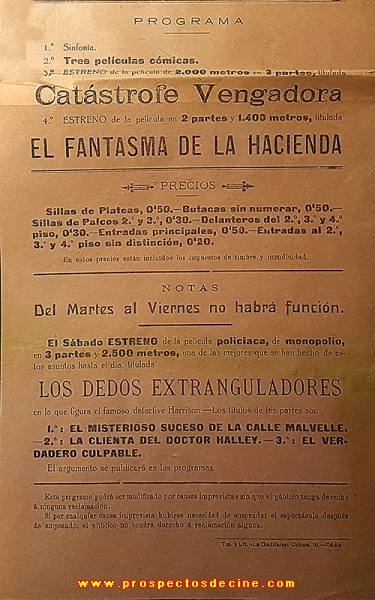 PROGRAMA
1.º Sinfonía.
2.º Tres películas cómicas.
3.º ESTRENO de la película de 2.000 metros en 3 partes, titulada
Catástrofe Vengadora
4.º ESTRENO de la película en 2 partes y 1.400 metros, titulada
EL FANTASMA DE LA HACIENDA
PRECIOS
Sillas de Plateas, 0'50.—Butacas sin numerar, 0'50.—
Sillas de Palcos 2.º y 3.º, 0'30.—Delanteros del 2.º, 3.º y 4.º
piso, 0'30.—Entradas principales, 0'50.—Entradas al 2.º,
3.º y 4.º piso sin distinción, 0'20.
En estos precios están incluidos los impuestos de timbre y mendicidad.
NOTAS
Del Martes al Viernes no habrá función.
El Sábado ESTRENO de la película policiaca, de monopolio,
en 3 partes y 2.500 metros, una de las mejores que se han hecho de es-
tos asuntos hasta el día, titulada
LOS DEDOS EXTRANGULADORES
en la que figura el famoso detective Harrison.—Los títulos de las partes son:
1.ª: EL MISTERIOSO SUCESO DE LA CALLE MALVELLE.
—2.ª: LA CLIENTA DEL DOCTOR HALLEY.—3.ª: EL VER-
DADERO CULPABLE.
El argumento se publicará en los programas.
Este programa podrá ser modificado por causas imprevistas sin que el público tenga derecho
á ninguna reclamación.
Si por cualquier causa imprevista hubiese necesidad de suspender el espectáculo después
de empezado, el público no tendrá derecho á reclamación alguna.
Tip. y Lit. «La Gaditana» Cobos, 19.—Cádiz
www.prospectosdecine.com